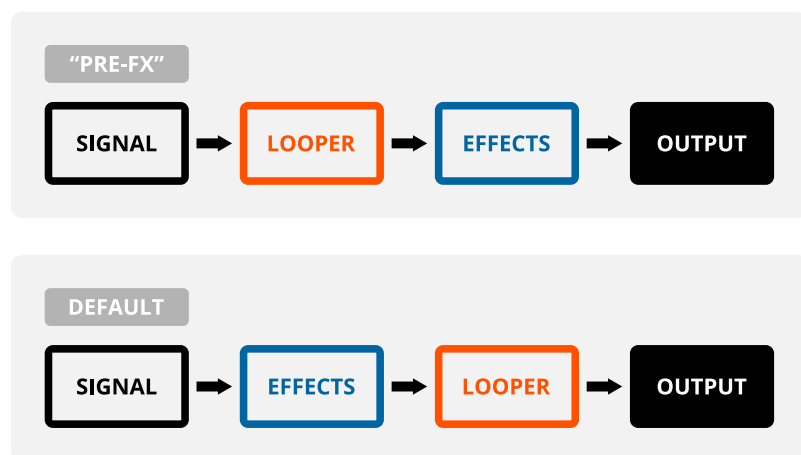 “PRE-FX”
SIGNAL LOOPER EFFECTS OUTPUT
DEFAULT
SIGNAL EFFECTS LOOPER OUTPUT